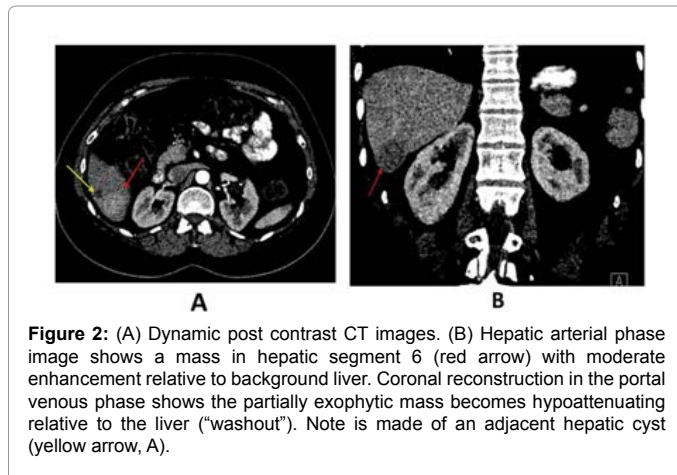 A
B
A
Figure 2: (A) Dynamic post contrast CT images. (B) Hepatic arterial phase
image shows a mass in hepatic segment 6 (red arrow) with moderate
enhancement relative to background liver. Coronal reconstruction in the portal
venous phase shows the partially exophytic mass becomes hypoattenuating
relative to the liver (“washout”). Note is made of an adjacent hepatic cyst
(yellow arrow, A).